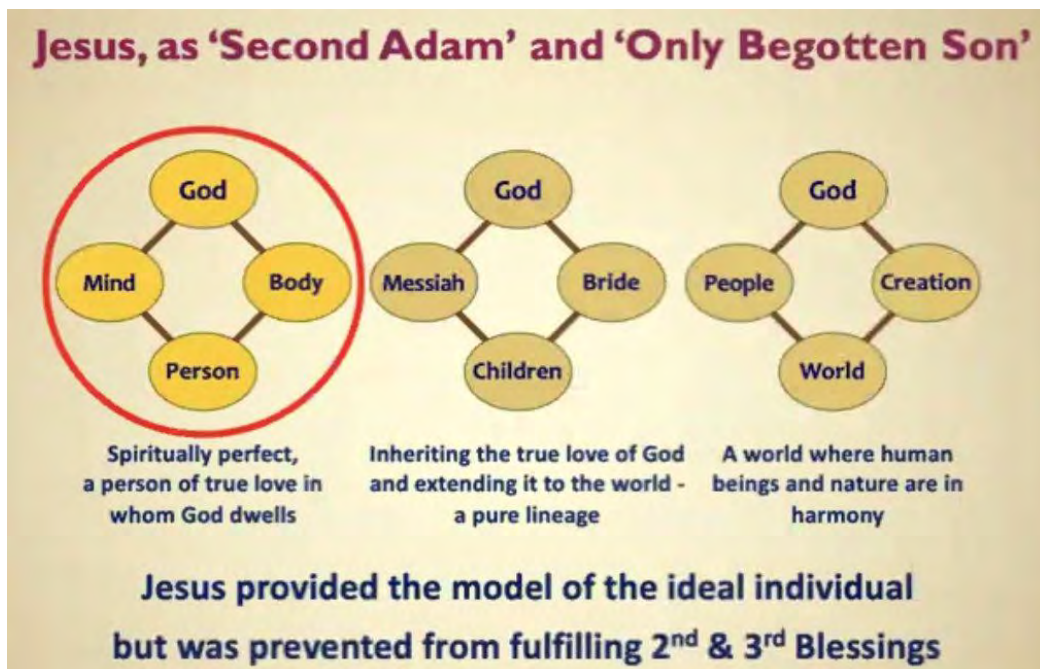 Jesus, as ‘Second Adam’ and ‘Only Begotten Son’
God
Mind
Body
Person
God
Messiah
Bride
Children
God
People
Creation
World
Spiritually perfect,
a person of true love in
whom God dwells
Inheriting the true love of God
and extending it to the world -
a pure lineage
A world where human
beings and nature are in
harmony
Jesus provided the model of the ideal individual
but was prevented from fulfilling 2nd & 3rd Blessings